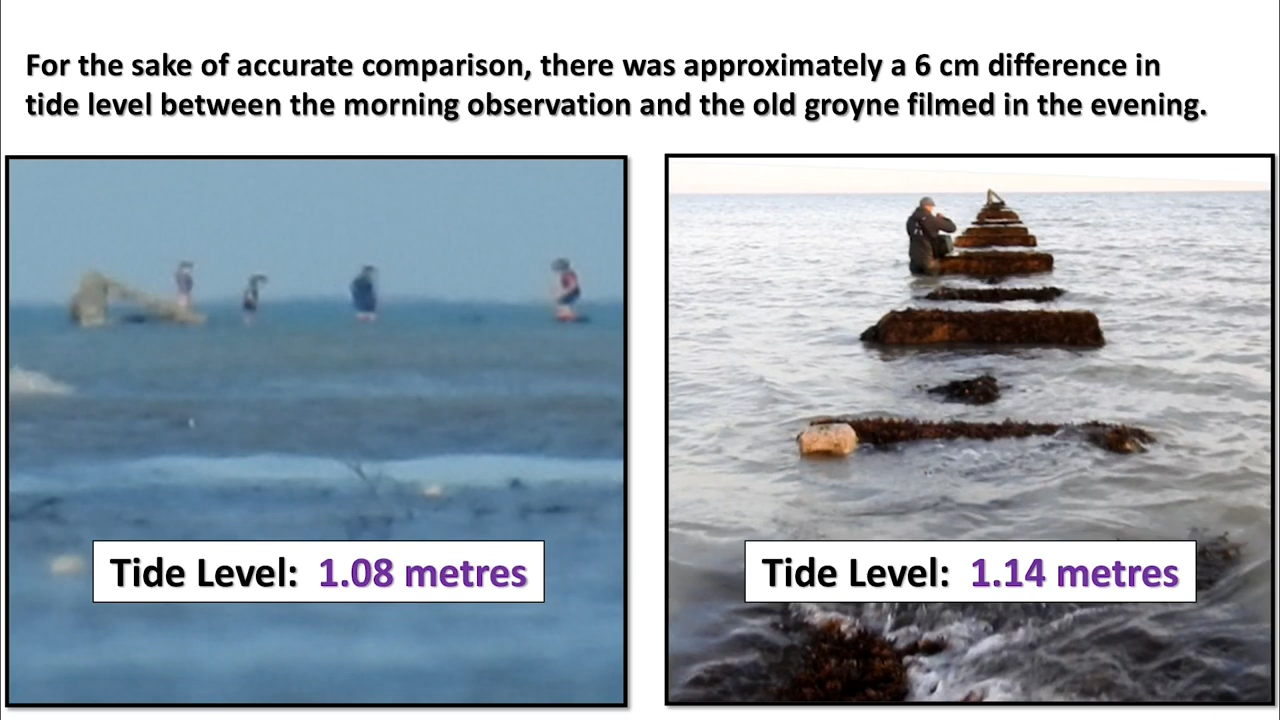 For the sake of accurate comparison, there was approximately a 6 cm difference in
tide level between the morning observation and the old groyne filmed in the evening.
Tide Level: 1.08 metres
Tide Level: 1.14 metres